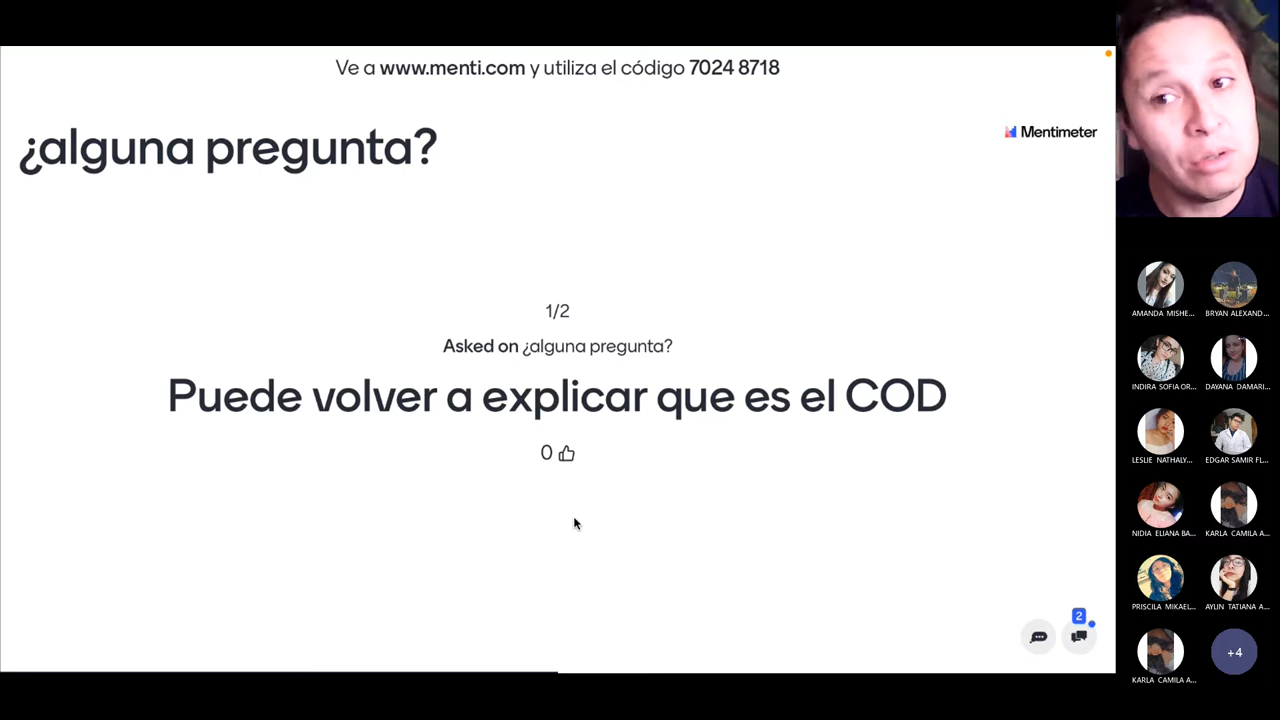 Ve a www.menti.com y utiliza el código 7024 8718
¿alguna pregunta?
Mentimeter
1/2
Asked on ¿alguna pregunta?
Puede volver a explicar que es el COD
0
2
AMANDA MISHE...
BRYAN ALEXAND...
INDIRA SOFIA OR...
DAYANA DAMARI...
LESLIE NATHALY...
EDGAR SAMIR FL...
NIDIA ELIANA BA...
KARLA CAMILA A...
PRISCILA MIKAEL...
AYLIN TATIANA A...
KARLA CAMILA A...
+4